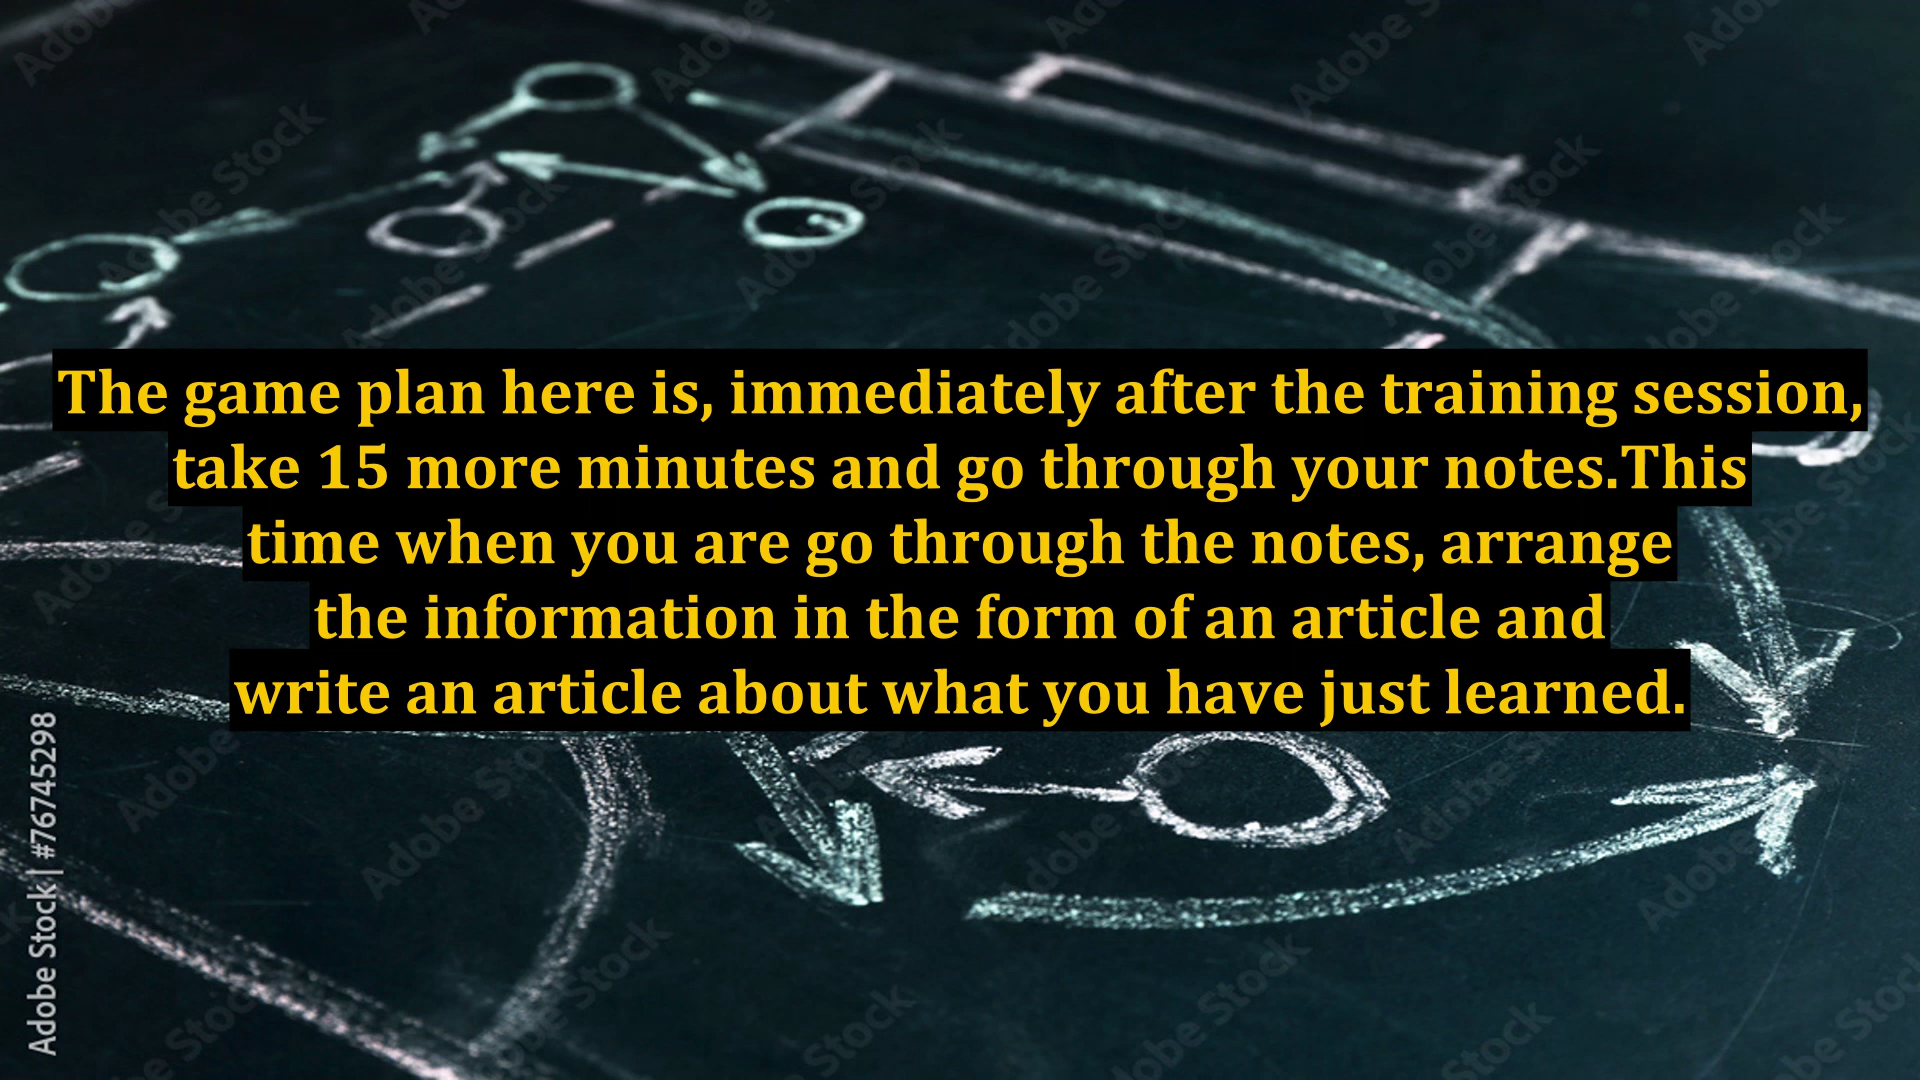 The game plan here is, immediately after the training session,
take 15 more minutes and go through your notes.This
time when you are go through the notes, arrange
the information in the form of an article and
write an article about what you have just learned.
Adobe Stock | #76745298